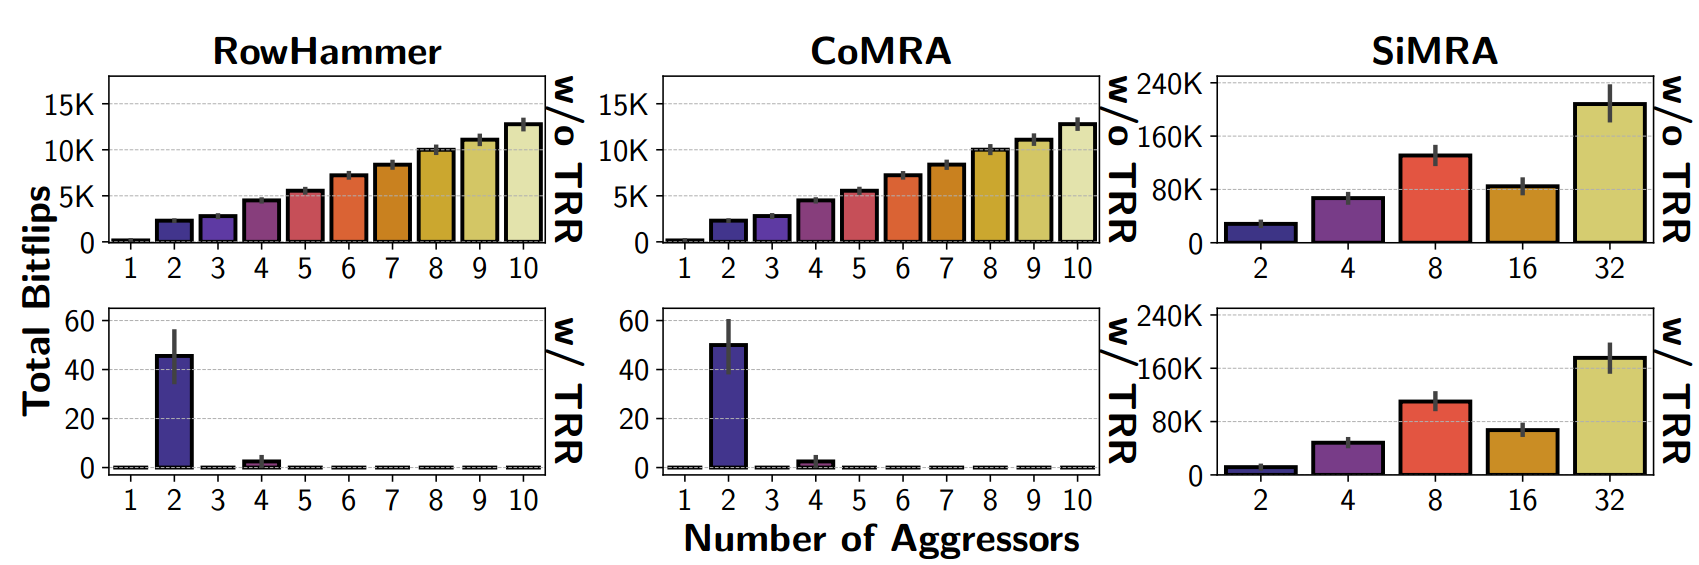 RowHammer CoMRA SiMRA
Total Bitflips
15K
10K
5K
0
1 2 3 4 5 6 7 8 9 10
w/o TRR
15K
10K
5K
0
1 2 3 4 5 6 7 8 9 10
w/o TRR
240K
160K
80K
0
2 4 8 16 32
w/o TRR
60
40
20
0
1 2 3 4 5 6 7 8 9 10
w/ TRR
60
40
20
0
1 2 3 4 5 6 7 8 9 10
w/ TRR
240K
160K
80K
0
2 4 8 16 32
w/ TRR
Number of Aggressors